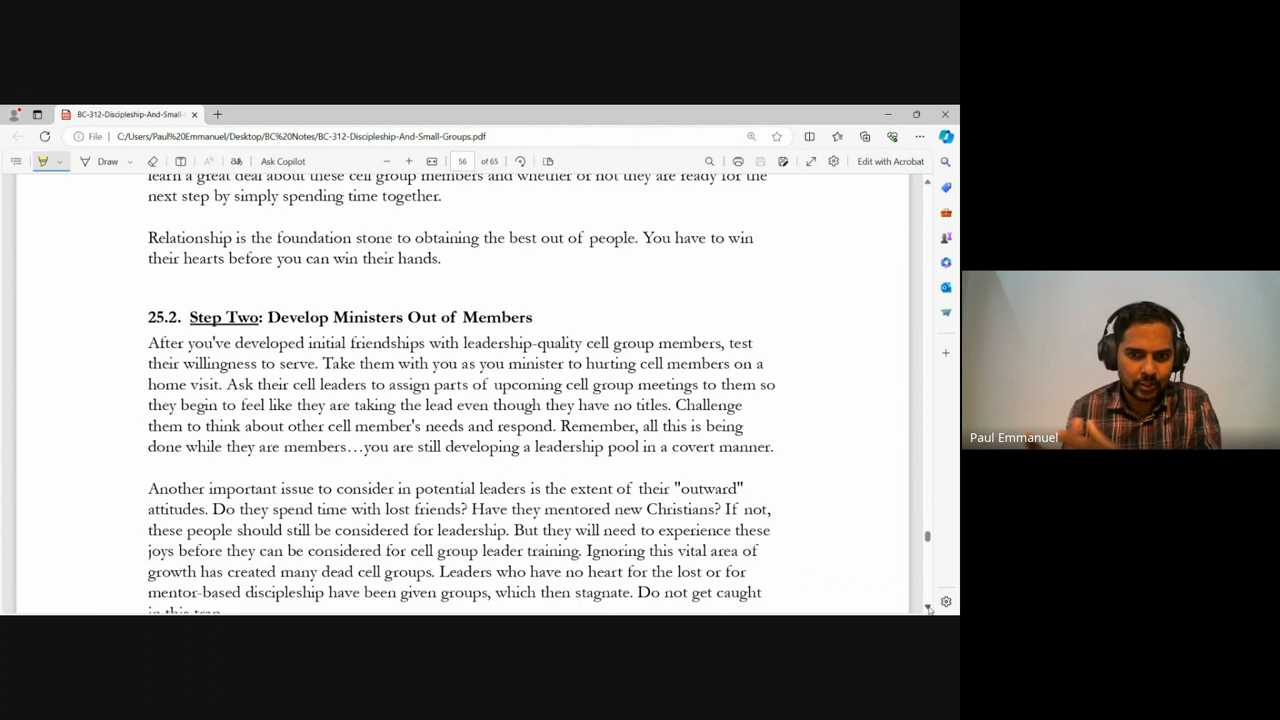 BC-312-Discipleship-And-Small-
File
C:/Users/Paul%20Emmanuel/Desktop/BC%20Notes/BC-312-Discipleship-And-Small-Groups.pdf
Draw
Ask Copilot
56 of 65
Edit with Acrobat
learn a great deal about these cell group members and whether or not they are ready for the
next step by simply spending time together.
Relationship is the foundation stone to obtaining the best out of people. You have to win
their hearts before you can win their hands.
25.2. Step Two: Develop Ministers Out of Members
After you've developed initial friendships with leadership-quality cell group members, test
their willingness to serve. Take them with you as you minister to hurting cell members on a
home visit. Ask their cell leaders to assign parts of upcoming cell group meetings to them so
they begin to feel like they are taking the lead even though they have no titles. Challenge
them to think about other cell member's needs and respond. Remember, all this is being
done while they are members…you are still developing a leadership pool in a covert manner.
Another important issue to consider in potential leaders is the extent of their "outward"
attitudes. Do they spend time with lost friends? Have they mentored new Christians? If not,
these people should still be considered for leadership. But they will need to experience these
joys before they can be considered for cell group leader training. Ignoring this vital area of
growth has created many dead cell groups. Leaders who have no heart for the lost or for
mentor-based discipleship have been given groups, which then stagnate. Do not get caught
in this trap
Paul Emmanuel